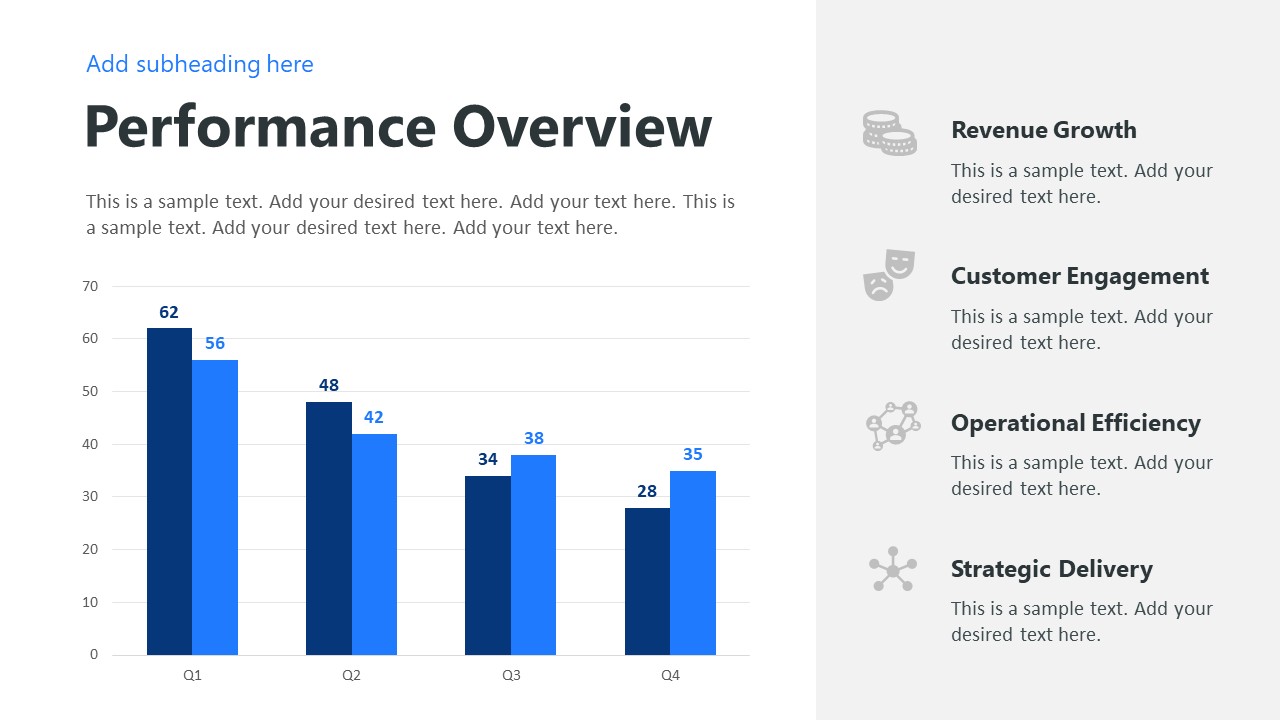 Add subheading here
Performance Overview
This is a sample text. Add your desired text here. Add your text here. This is
a sample text. Add your desired text here. Add your text here.
70
60
50
40
30
20
10
0
62
56
48
42
34
38
28
35
Q1
Q2
Q3
Q4
Revenue Growth
This is a sample text. Add your
desired text here.
Customer Engagement
This is a sample text. Add your
desired text here.
Operational Efficiency
This is a sample text. Add your
desired text here.
Strategic Delivery
This is a sample text. Add your
desired text here.